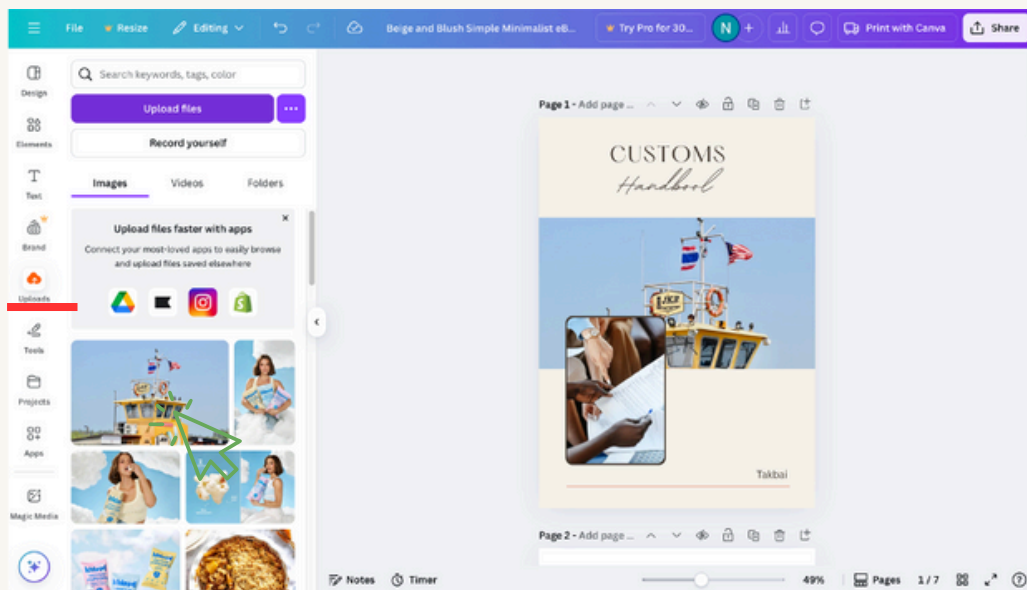 File
Resize
Editing
Beige and Blush Simple Minimalist eB...
Try Pro for 30...
N
+
Print with Canva
Share
Design
Elements
Text
Brand
Uploads
Tools
Projects
Apps
Magic Media
Search keywords, tags, color
Upload files
Record yourself
Images Videos Folders
Upload files faster with apps
Connect your most-loved apps to easily browse
and upload files saved elsewhere
Page 1 - Add page ...
CUSTOMS
Handbook
Takbai
Page 2 - Add page ...
Notes
Timer
49%
Pages
1 / 7